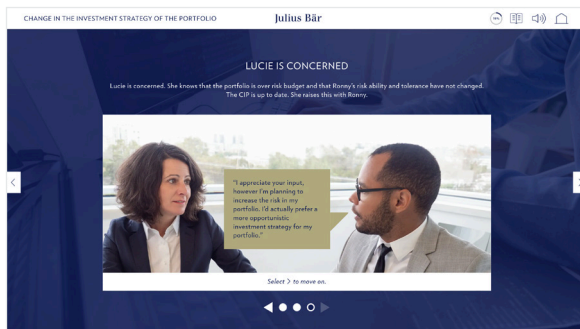 CHANGE IN THE INVESTMENT STRATEGY OF THE PORTFOLIO
Julius Bär
LUCIE IS CONCERNED
Lucie is concerned. She knows that the portfolio is over risk budget and that Ronny's risk ability and tolerance have not changed.
The CIP is up to date. She raises this with Ronny.
"I appreciate your input,
however I'm planning to
increase the risk in my
portfolio. I'd actually prefer a
more opportunistic
investment strategy for my
portfolio."
Select > to move on.